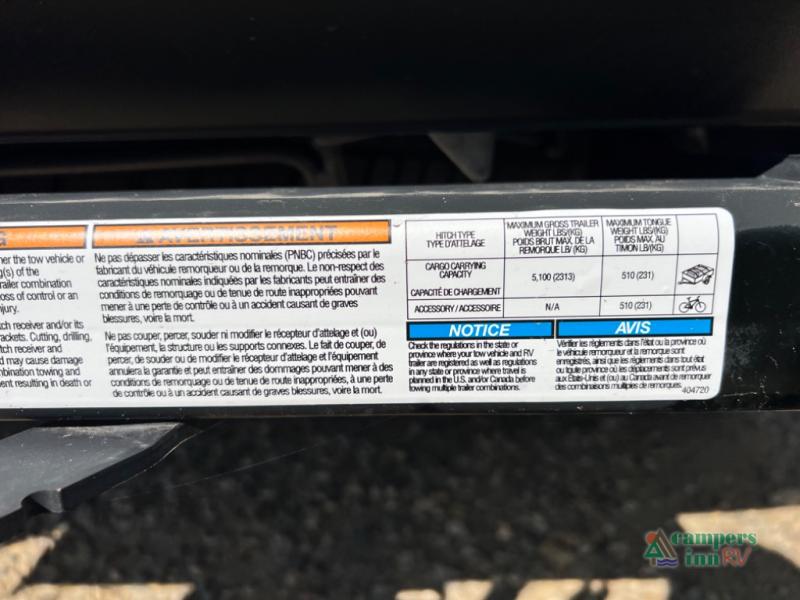 G
her the tow vehicle or
g(s) of the
railer combination
oss of control or an
njury.
tch receiver and/or its
rackets. Cutting, drilling,
tch receiver and
d may cause damage
mbination towing and
ent resulting in death or
AVERTISSEMENT
Ne pas dépasser les caractéristiques nominales (PNBC) précisées par le
fabricant du véhicule remorqueur ou de la remorque. Le non-respect des
caractéristiques nominales indiquées par les fabricants peut entraîner des
conditions de remorquage ou de tenue de route inappropriées pouvant
mener à une perte de contrôle ou à un accident causant de graves
blessures, voire la mort.
Ne pas couper, percer, souder ni modifier le récepteur d'attelage et (ou)
l'équipement, la structure ou les supports connexes. Le fait de couper, de
percer, de souder ou de modifier le récepteur d'attelage et l'équipement
annulera la garantie et peut entraîner des dommages pouvant mener à des
conditions de remorquage ou de tenue de route inappropriées, à une perte
de contrôle ou à un accident causant de graves blessures, voire la mort.
HITCH TYPE
TYPE D'ATTELAGE
MAXIMUM GROSS TRAILER
WEIGHT LBS/(KG)
POIDS BRUT MAX. DE LA
REMORQUE LB/ (KG)
MAXIMUM TONGUE
WEIGHT LBS/(KG)
POIDS MAX. AU
TIMON LB/ (KG)
CARGO CARRYING
CAPACITY
CAPACITÉ DE CHARGEMENT
5,100 (2313)
510 (231)
ACCESSORY / ACCESSOIRE
N/A
510 (231)
NOTICE
Check the regulations in the state or
province where your tow vehicle and RV
trailer are registered as well as regulations
in any state or province where travel is
planned in the U.S. and/or Canada before
towing multiple trailer combinations.
AVIS
Vérifier les règlements dans l'état ou la province où
le véhicule remorqueur et la remorque sont
enregistrés, ainsi que les règlements dans tout état
ou toute province où les déplacements sont prévus
aux États-Unis et (ou) au Canada avant de remorquer
des combinaisons multiples de remorques.
404720
campers
inn RV